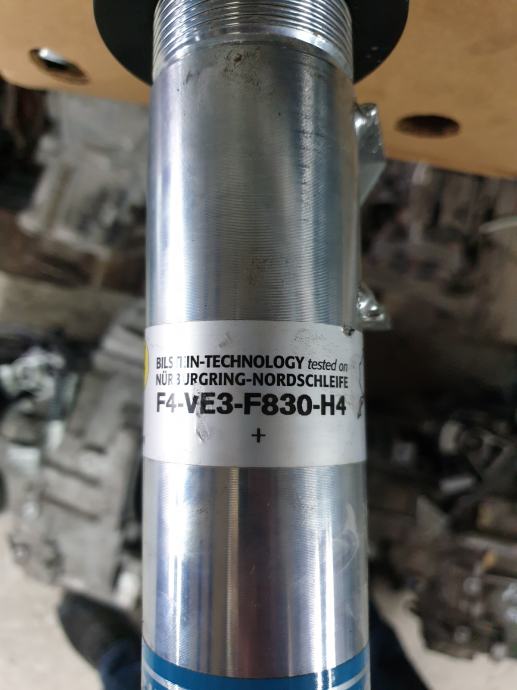 BILSTEIN-TECHNOLOGY tested on
NÜRBURGRING-NORDSCHLEIFE
F4-VE3-F830-H4
+